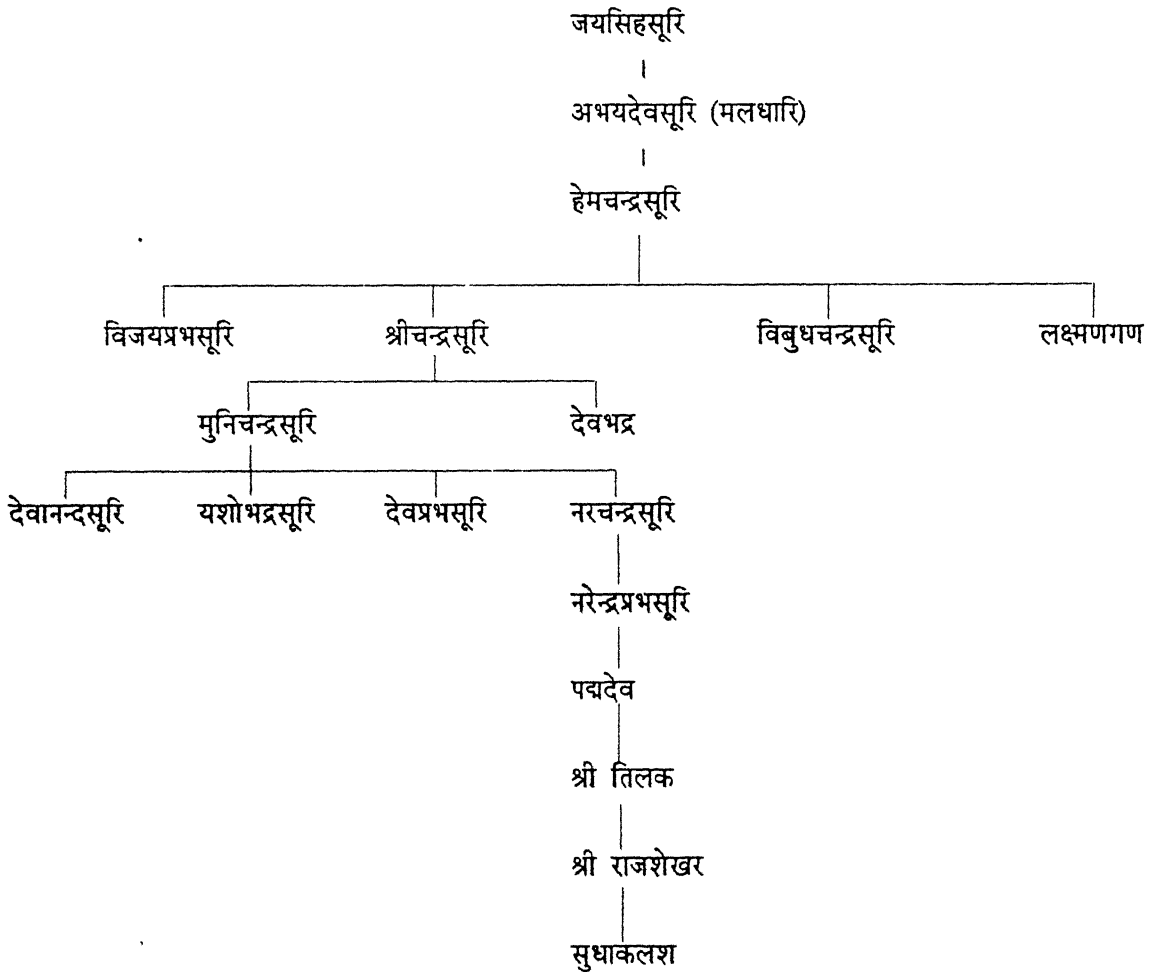 जयसिहसूरि
अभयदेवसूरि (मलधारि)
हेमचन्द्रसूरि
विजयप्रभसूरि श्रीचन्द्रसूरि विबुधचन्द्रसूरि लक्ष्मणगण
मुनिचन्द्रसूरि देवभद्र
देवानन्दसूरि यशोभद्रसूरि देवप्रभसूरि नरचन्द्रसूरि
नरेन्द्रप्रभसूरि
पद्मदेव
श्री तिलक
श्री राजशेखर
सुधाकलश